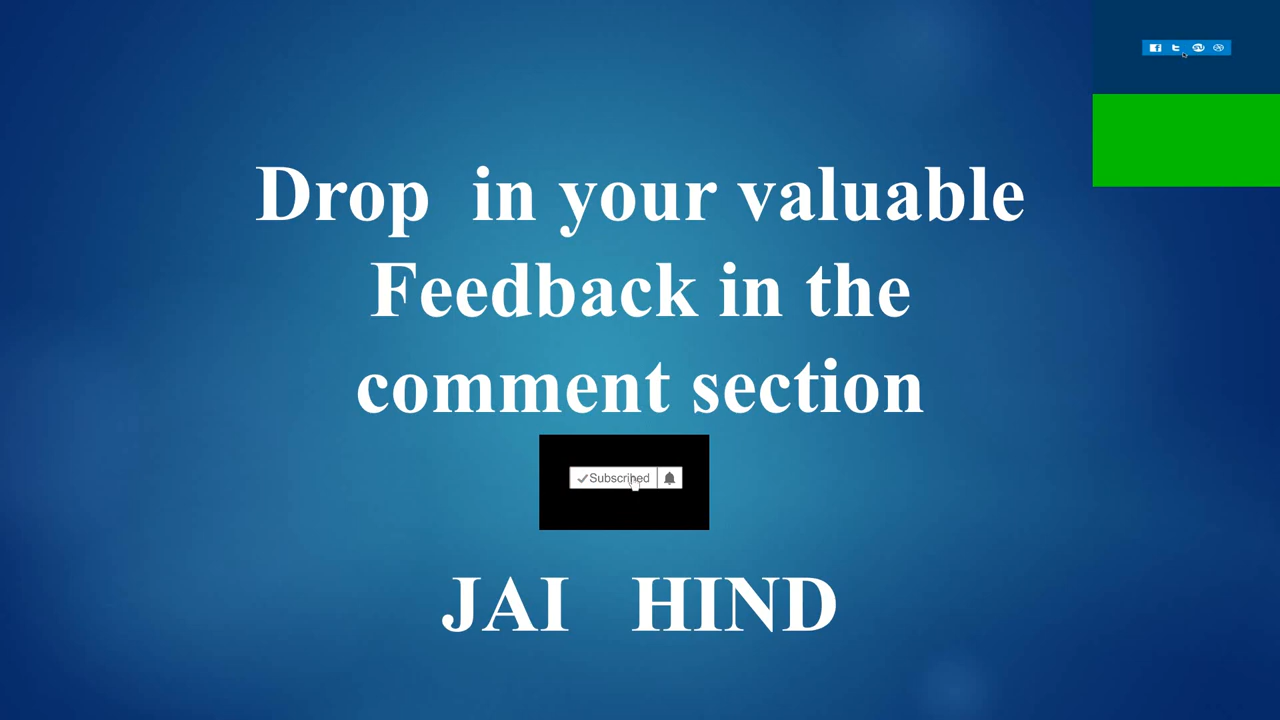 Drop in your valuable
Feedback in the
comment section
Subscribed
JAI HIND